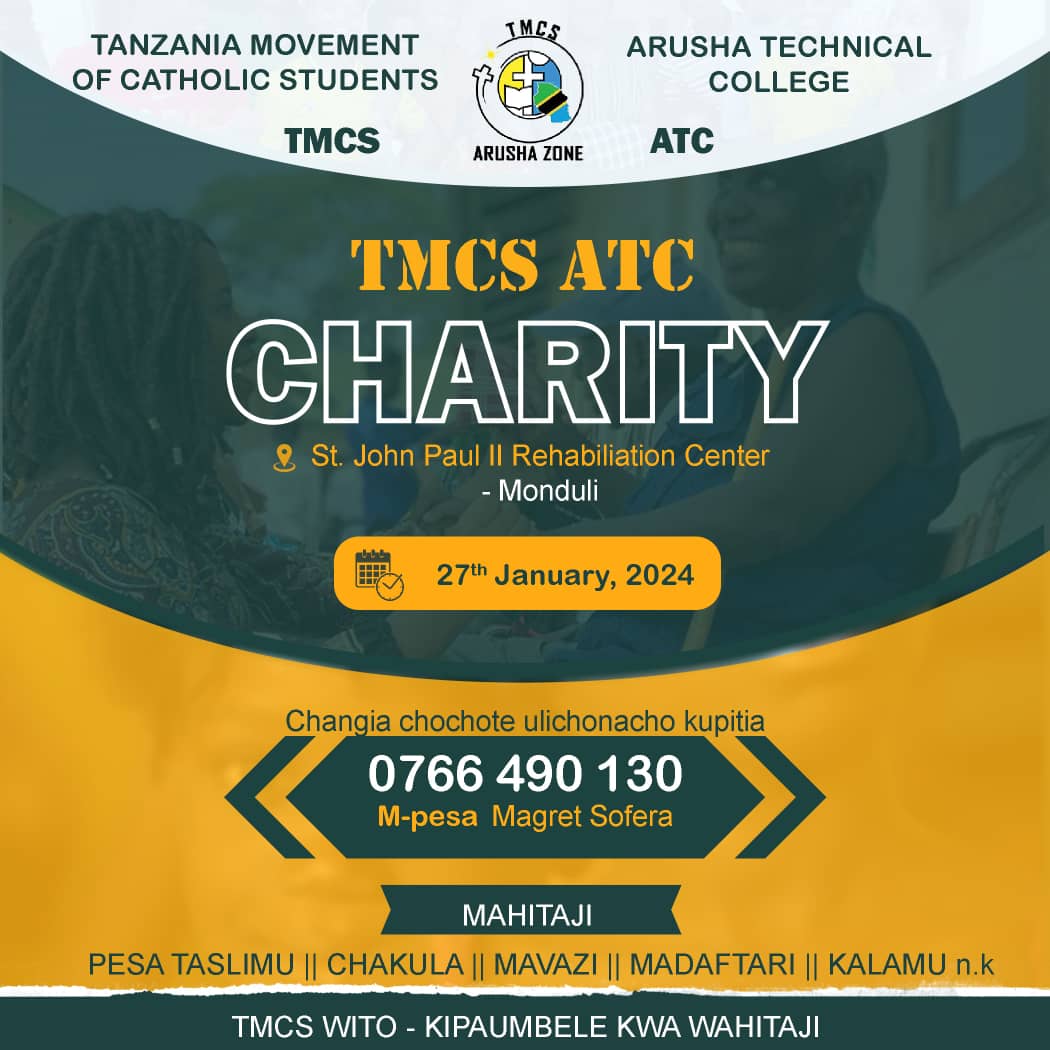 TANZANIA MOVEMENT
OF CATHOLIC STUDENTS
TMCS
TMCS
ARUSHA ZONE
ARUSHA TECHNICAL
COLLEGE
ATC
TMCS ATC
CHARITY
St. John Paul II Rehabiliation Center
- Monduli
27th January, 2024
Changia chochote ulichonacho kupitia
0766 490 130
M-pesa Magret Sofera
MAHITAJI
PESA TASLIMU || CHAKULA || MAVAZI || MADAFTARI || KALAMU n.k
TMCS WITO - KIPAUMBELE KWA WAHITAJI